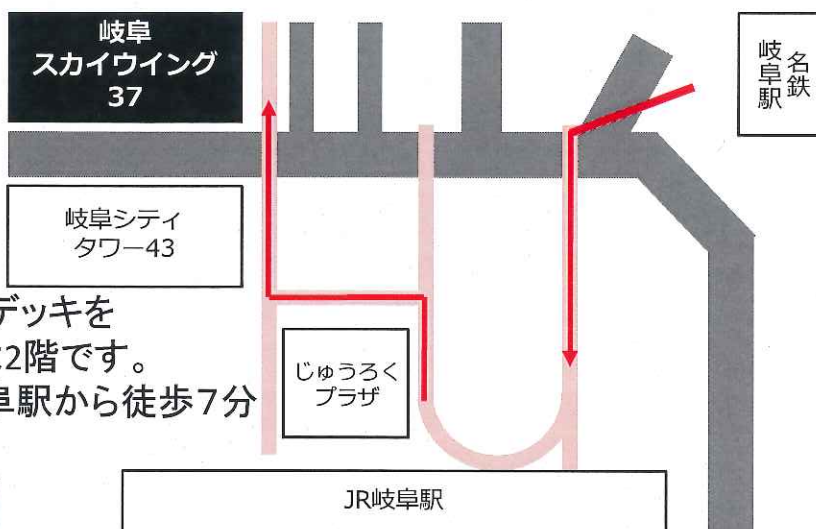 岐阜
スカイウイング
37
名鉄
岐阜駅
岐阜シティ
タワー43
デッキを
2階です。
阜駅から徒歩7分
じゅうろく
プラザ
JR岐阜駅